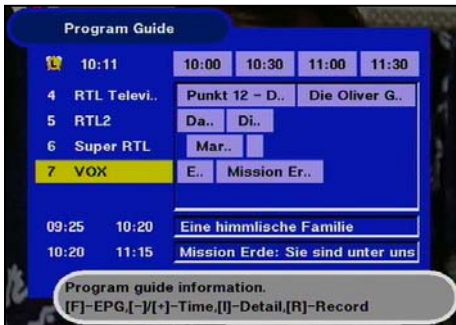 Program Guide
10:11 10:00 10:30 11:00 11:30
4 RTL Televi.. Punkt 12 - D.. Die Oliver G..
5 RTL2 Da.. Di..
6 Super RTL Mar..
7 VOX E.. Mission Er..
09:25 10:20 Eine himmlische Familie
10:20 11:15 Mission Erde: Sie sind unter uns
Program guide information.
[F]-EPG,[-]/[+]-Time,[I]-Detail,[R]-Record